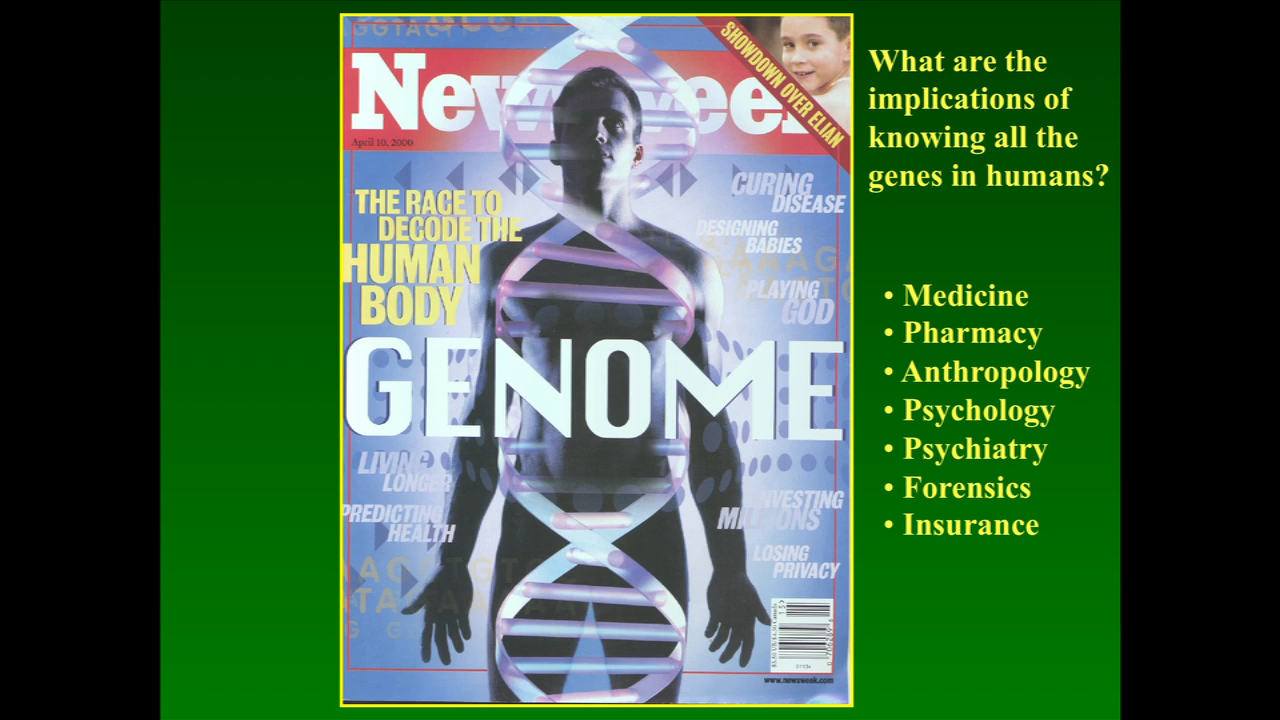 GGTAC
Newsweek
SHOWDOWN OVER ELIAN
April 10, 2000
THE RACE TO
DECODE THE
HUMAN
BODY
CURING
DISEASE
DESIGNING
BABIES
PLAYING
GOD
GENOME
LIVING
LONGER
PREDICTING
HEALTH
INVESTING
MILLIONS
LOSING
PRIVACY
www.newsweek.com
What are the
implications of
knowing all the
genes in humans?
• Medicine
• Pharmacy
• Anthropology
• Psychology
• Psychiatry
• Forensics
• Insurance